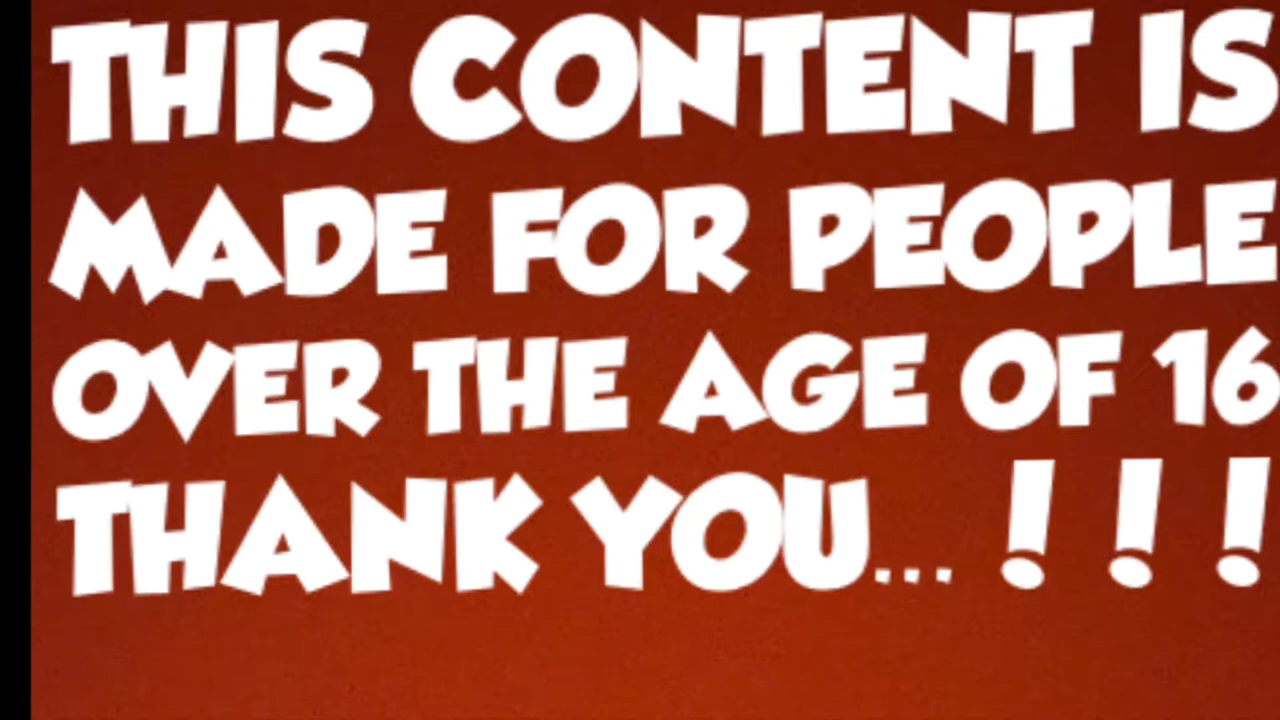 THIS CONTENT IS
MADE FOR PEOPLE
OVER THE AGE OF 16
THANK YOU... ! ! !